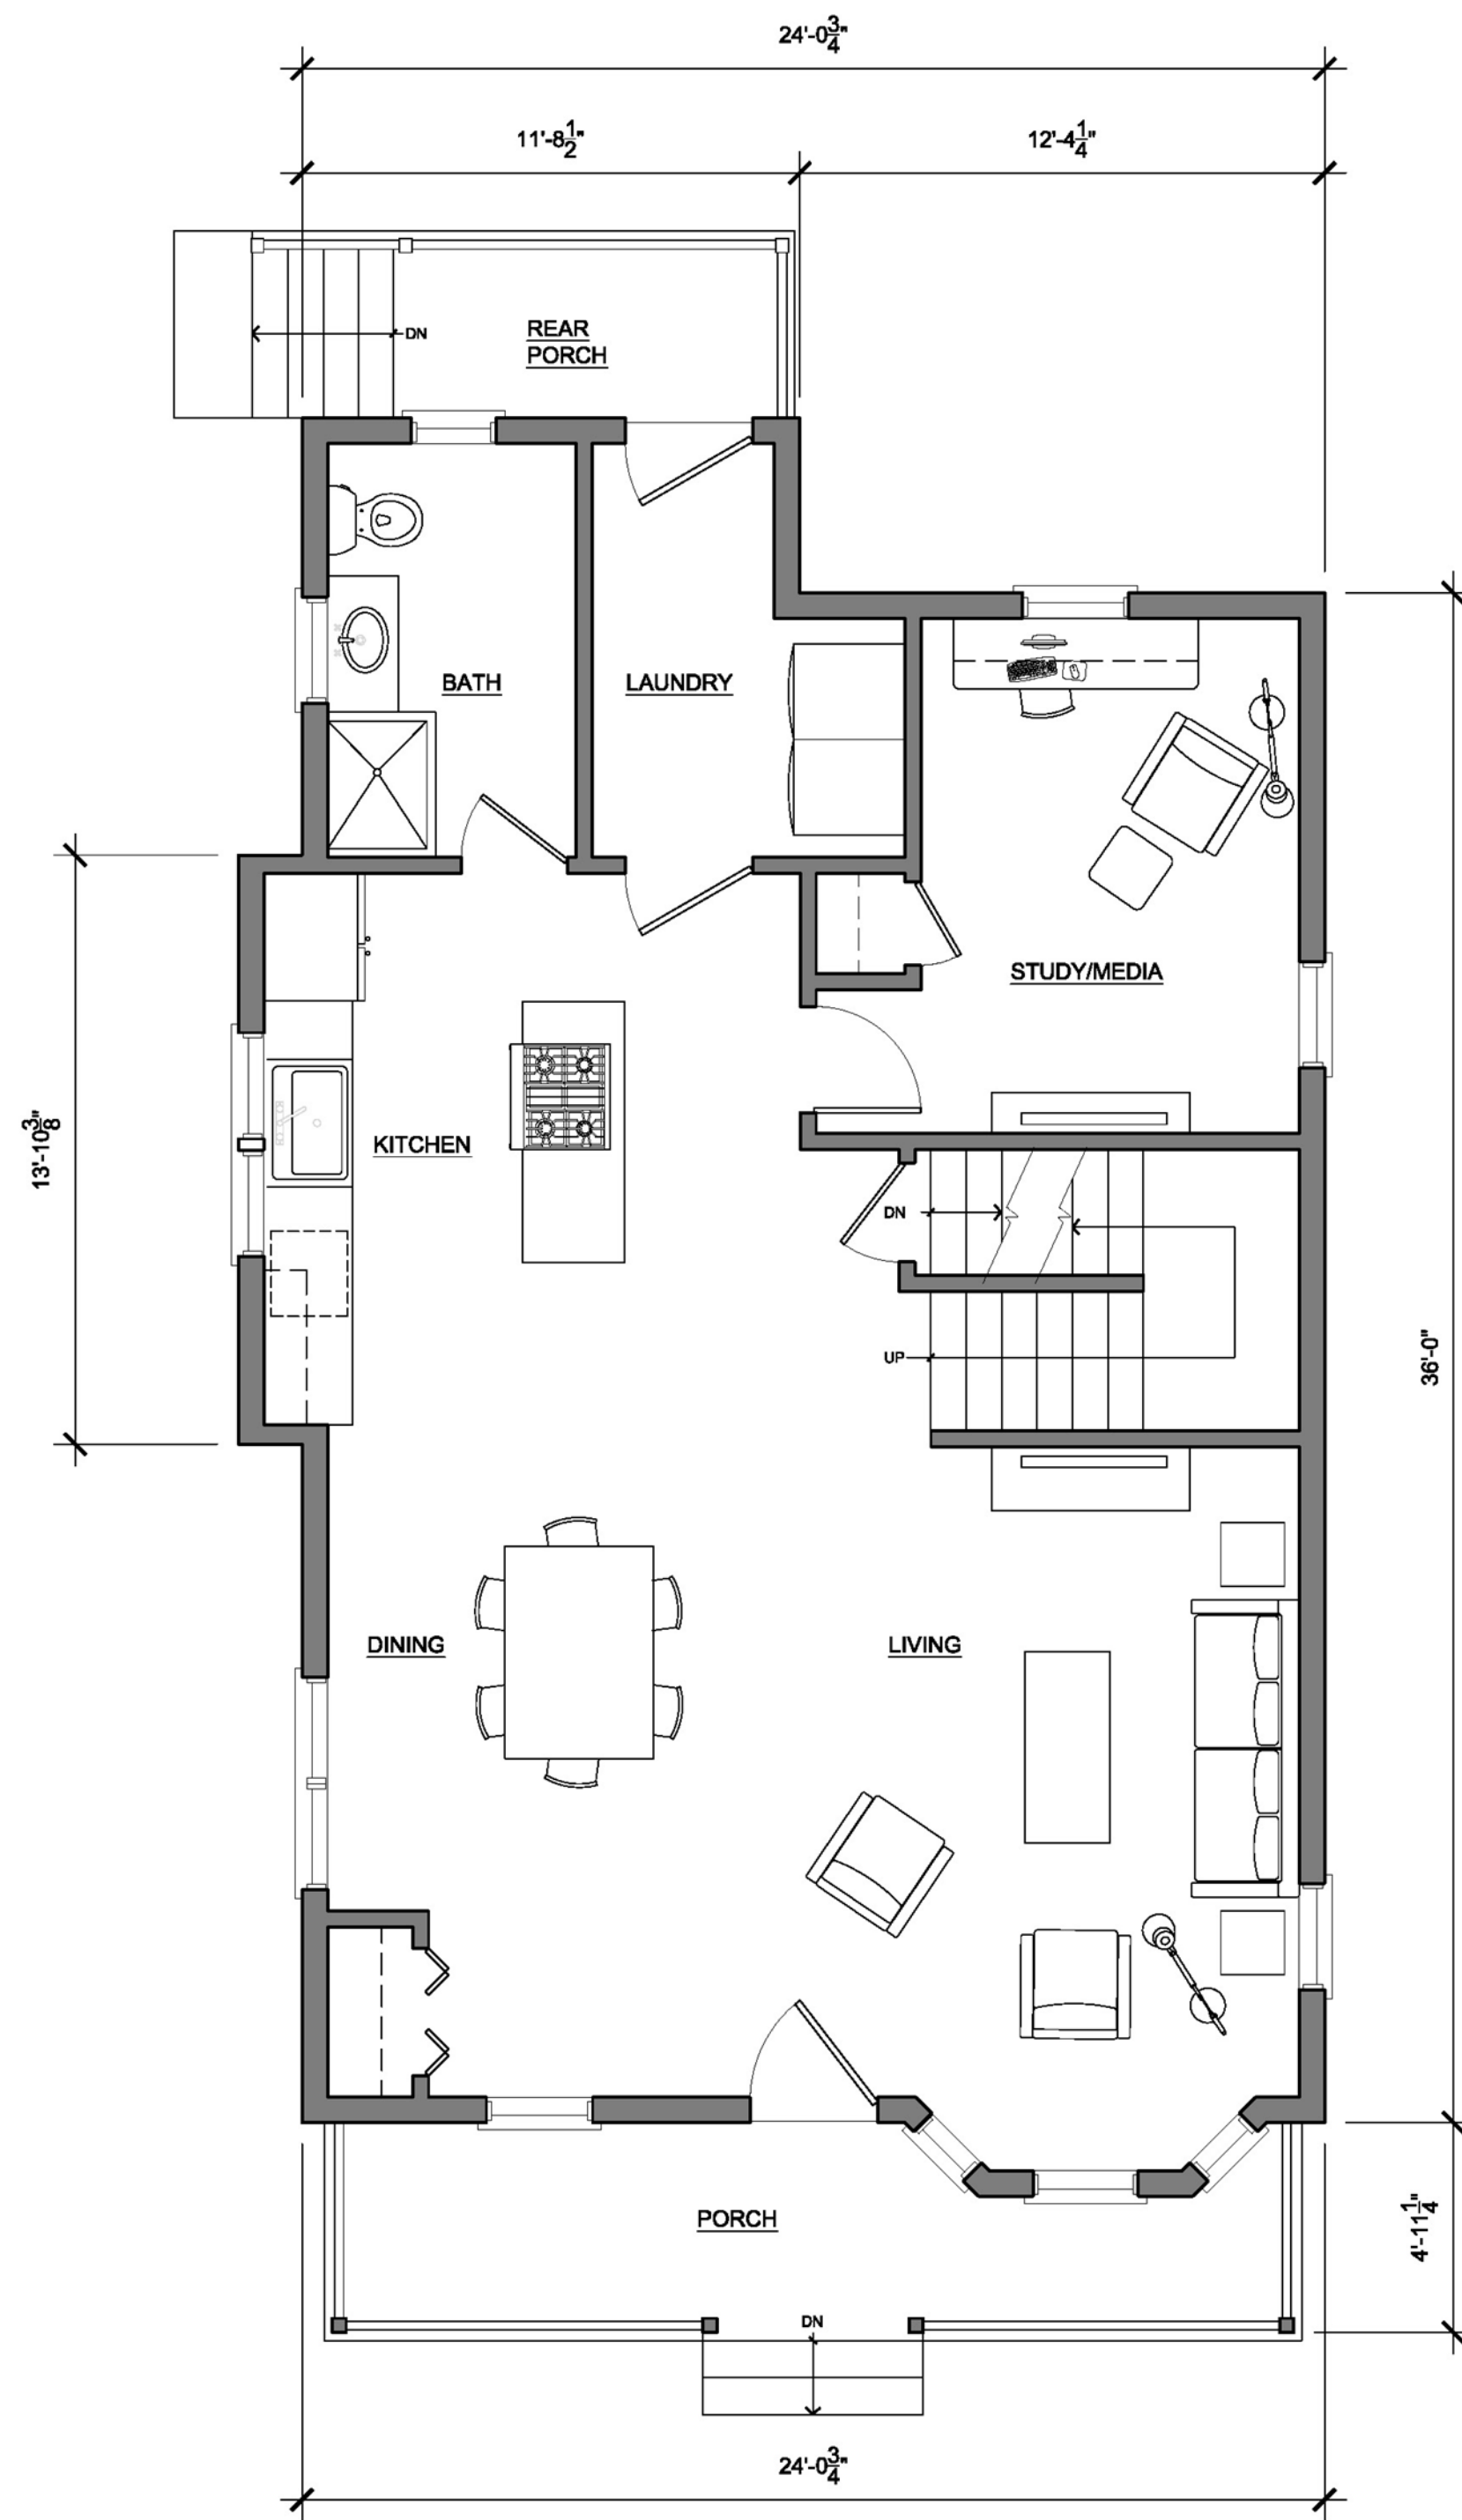 24'-0 3/4"
11'-8 1/2"
12'-4 1/4"
DN
REAR
PORCH
BATH
LAUNDRY
STUDY/MEDIA
13'-10 3/8"
KITCHEN
DN
UP
36'-0"
DINING
LIVING
PORCH
4'-11 1/4"
DN
24'-0 3/4"